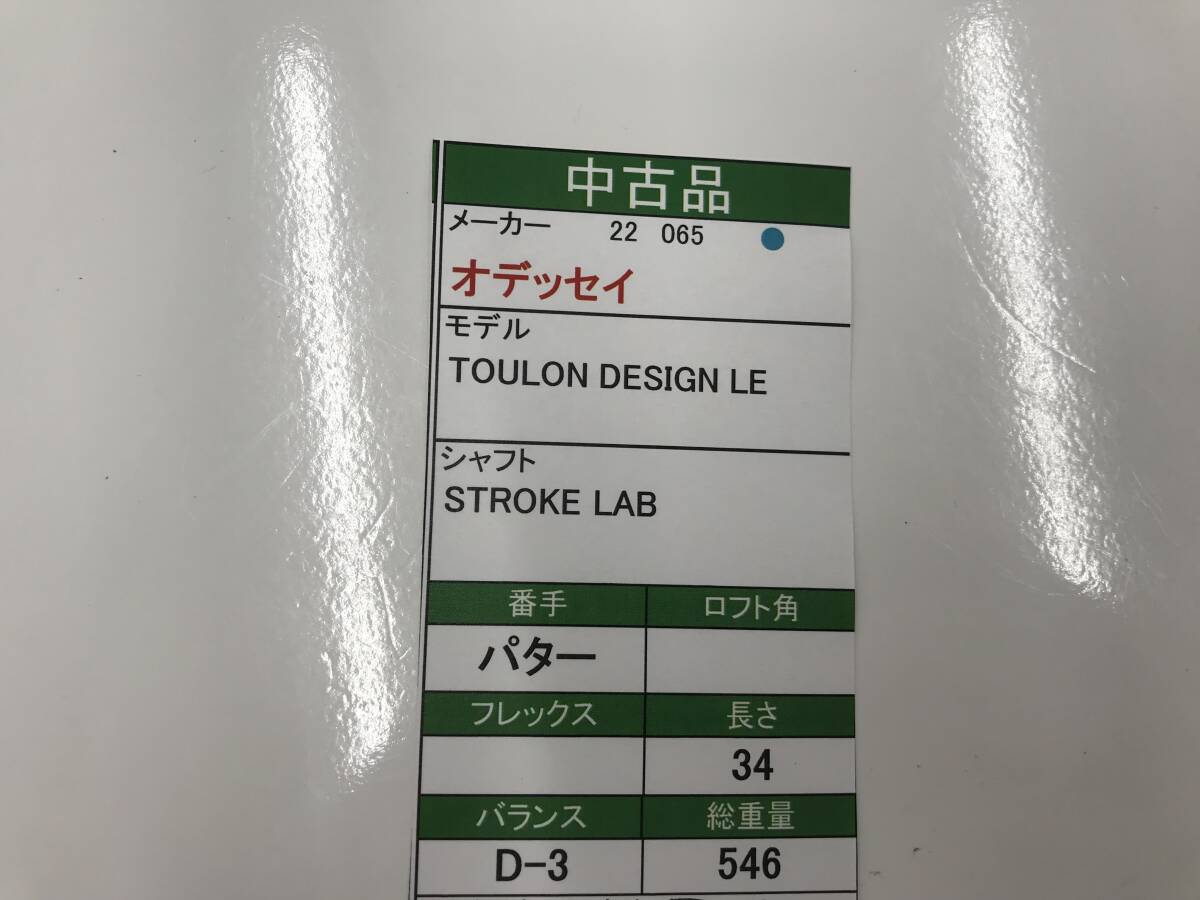 中古品
メーカー 22 065
オデッセイ
モデル
TOULON DESIGN LE
シャフト
STROKE LAB
番手 ロフト角
パター
フレックス 長さ
34
バランス 総重量
D-3 546